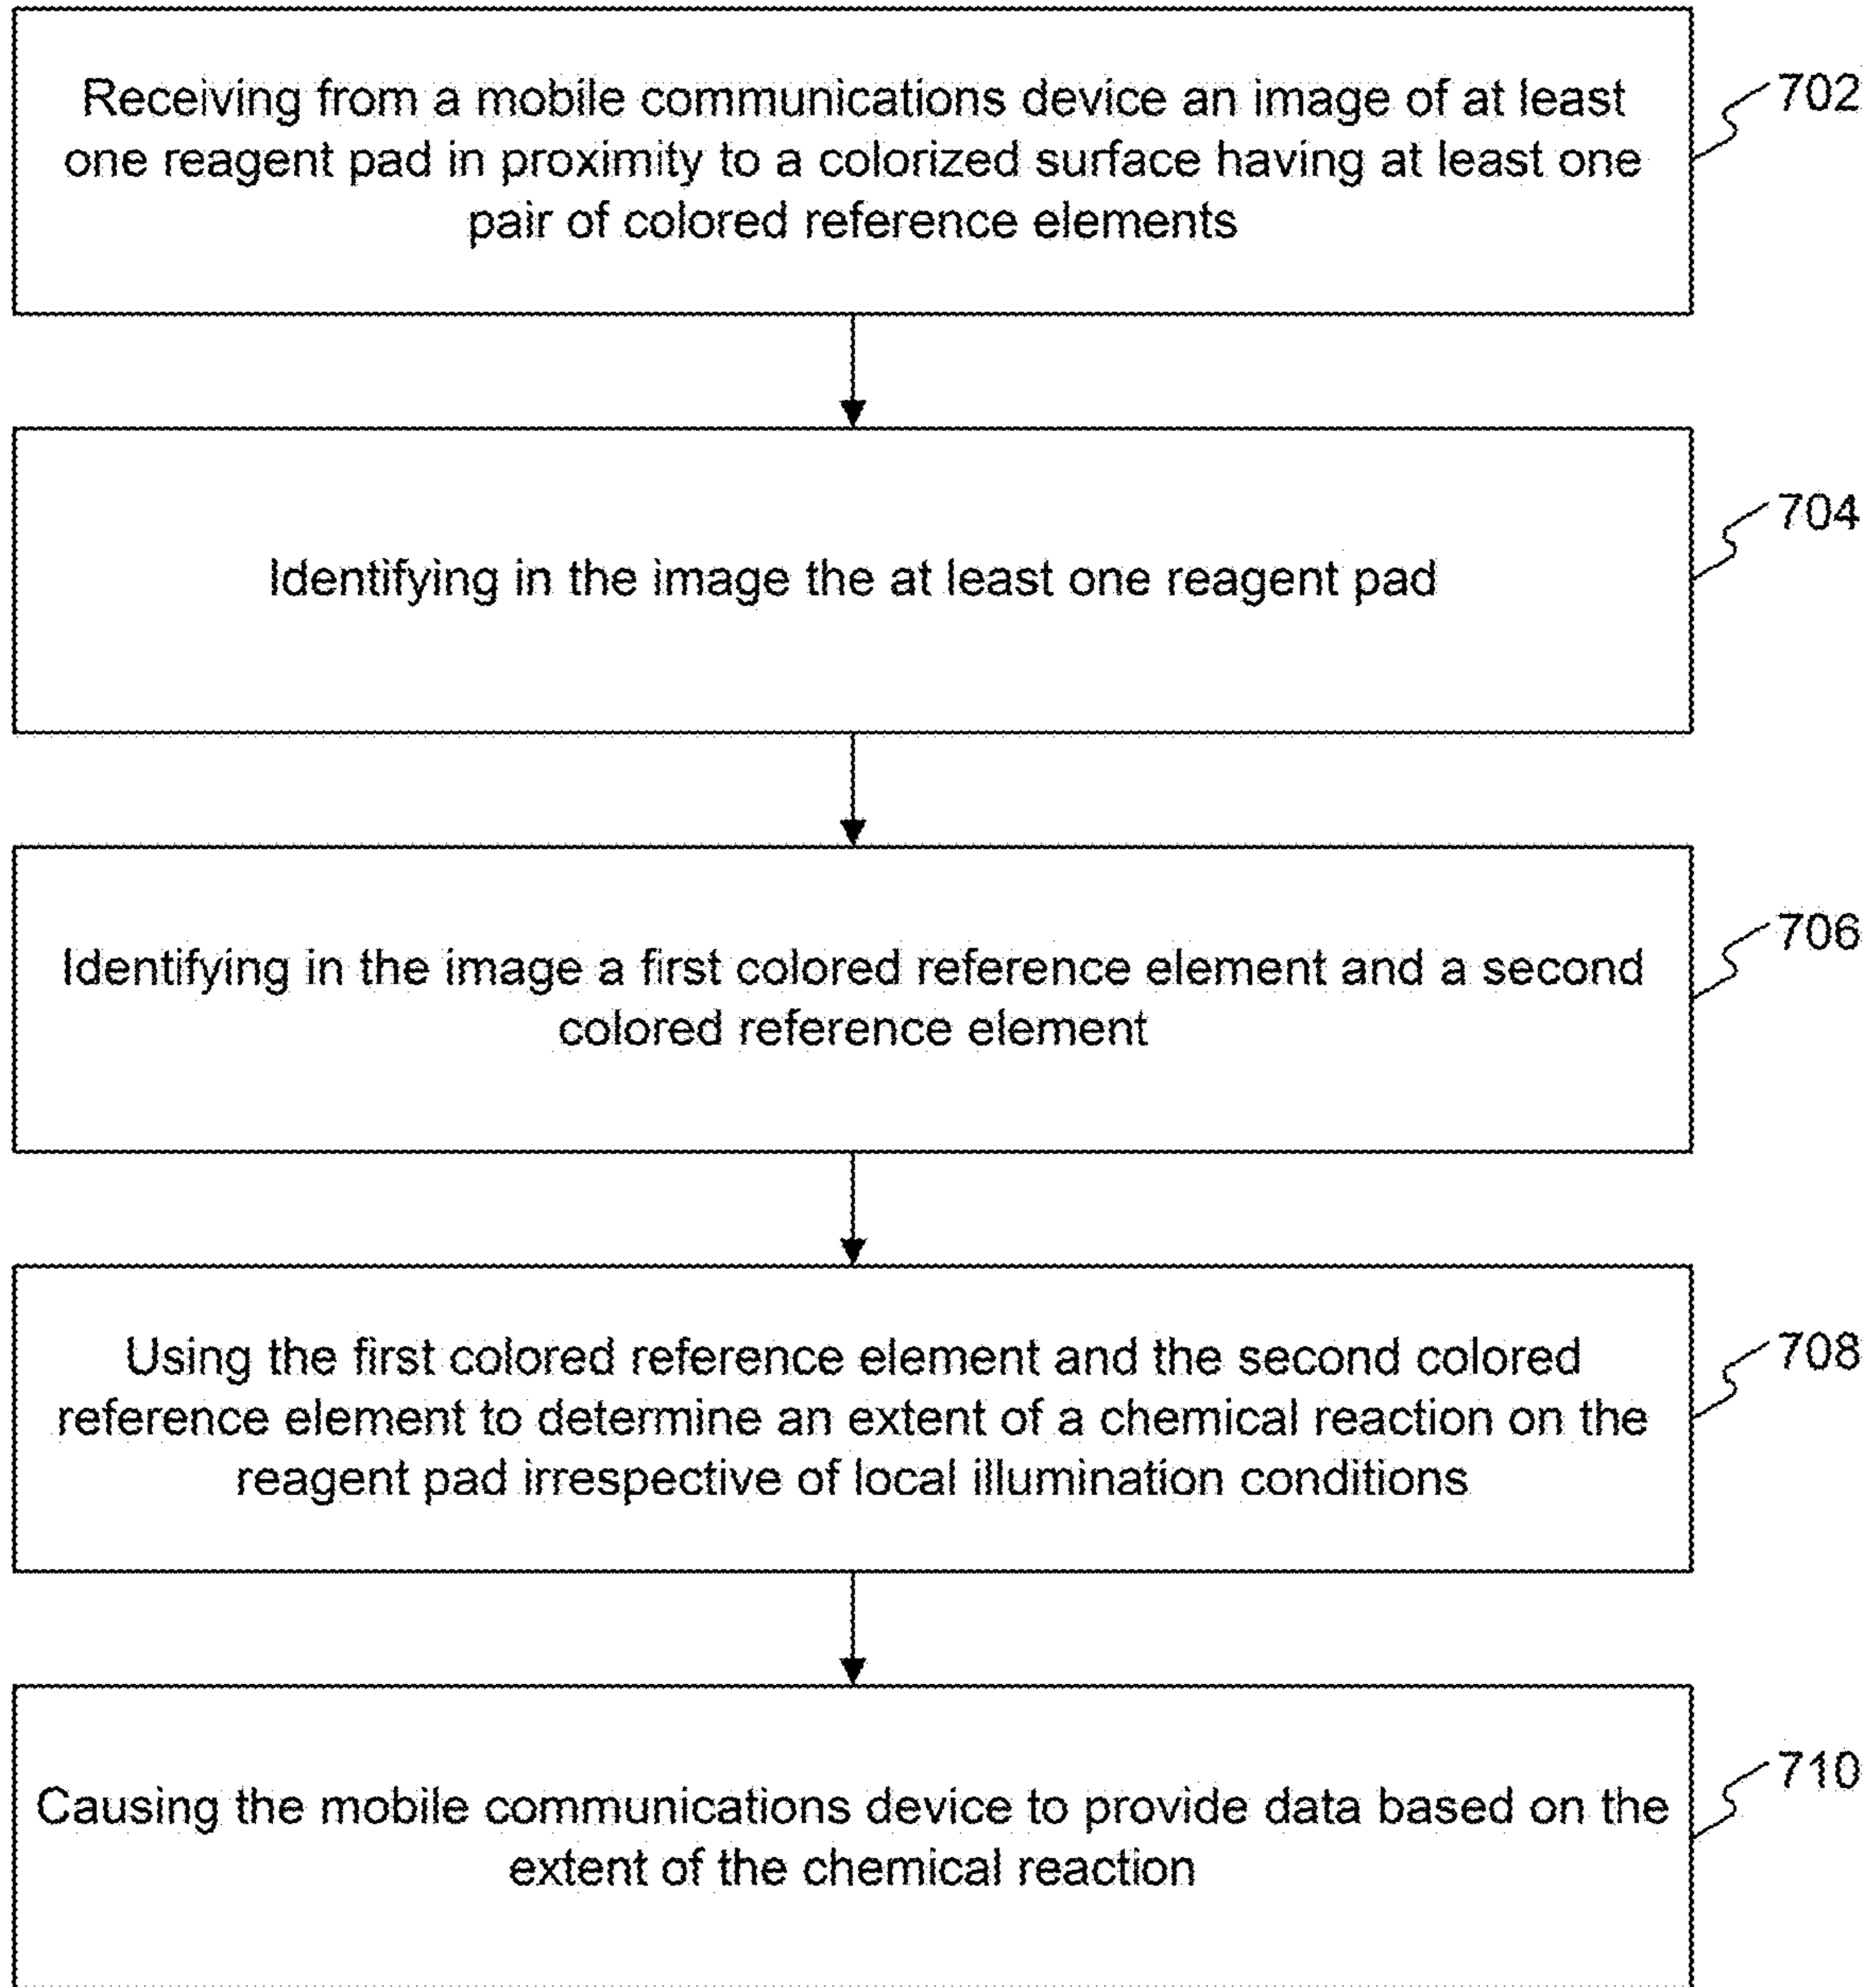 Receiving from a mobile communications device an image of at least
one reagent pad in proximity to a colorized surface having at least one
pair of colored reference elements
702
Identifying in the image the at least one reagent pad
704
Identifying in the image a first colored reference element and a second
colored reference element
706
Using the first colored reference element and the second colored
reference element to determine an extent of a chemical reaction on the
reagent pad irrespective of local illumination conditions
708
Causing the mobile communications device to provide data based on the
extent of the chemical reaction
710